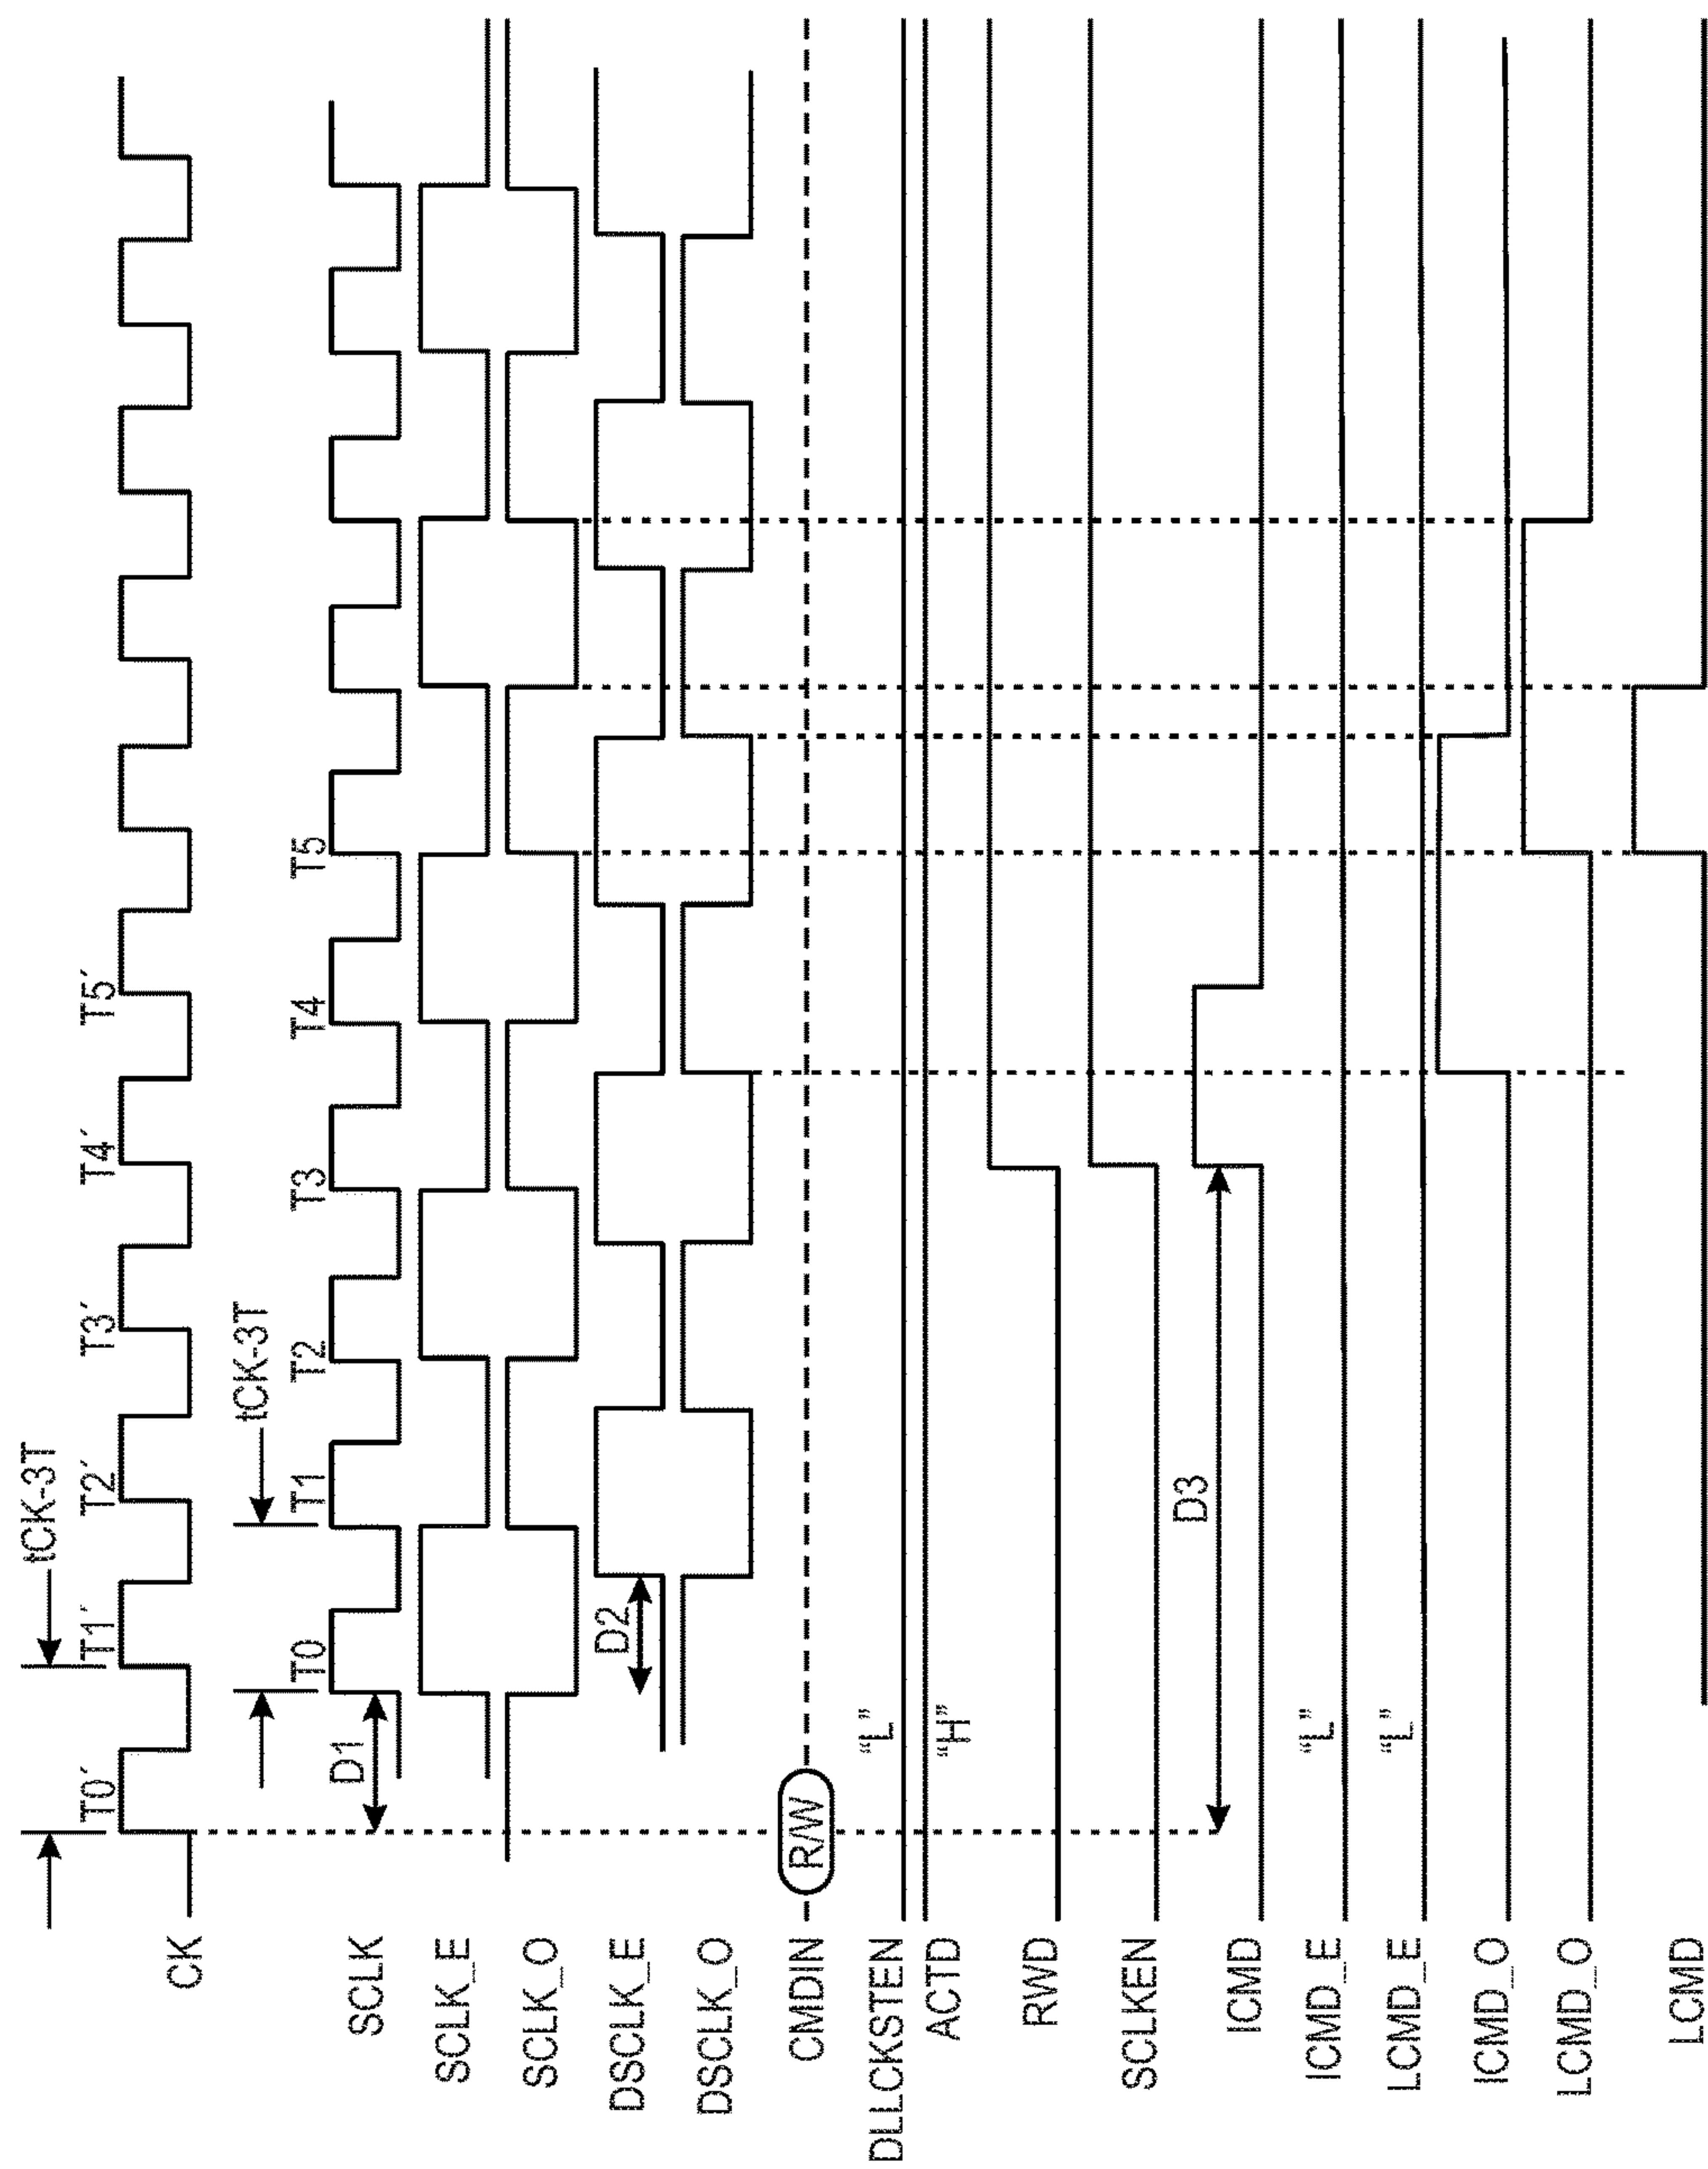 tCK-3T
T0′ T1′ T2′ T3′ T4′ T5′
CK
tCK-3T
T0 T1 T2 T3 T4 T5
D1
SCLK
SCLK_E
SCLK_O
D2
DSCLK_E
DSCLK_O
R/W
CMDIN
“L”
DLLCKSTEN
“H”
ACTD
RWD
SCLKEN
D3
ICMD
“L”
ICMD_E
“L”
LCMD_E
ICMD_O
LCMD_O
LCMD